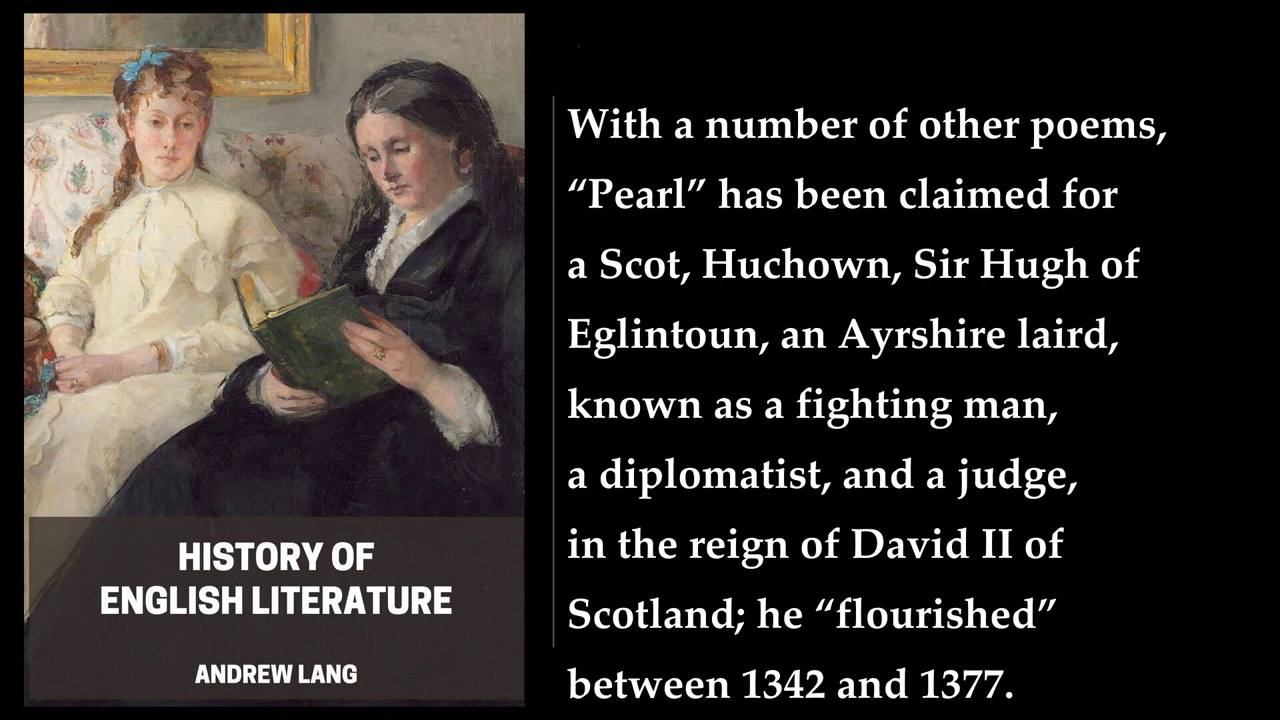 HISTORY OF
ENGLISH LITERATURE
ANDREW LANG
With a number of other poems,
“Pearl” has been claimed for
a Scot, Huchown, Sir Hugh of
Eglintoun, an Ayrshire laird,
known as a fighting man,
a diplomatist, and a judge,
in the reign of David II of
Scotland; he “flourished”
between 1342 and 1377.